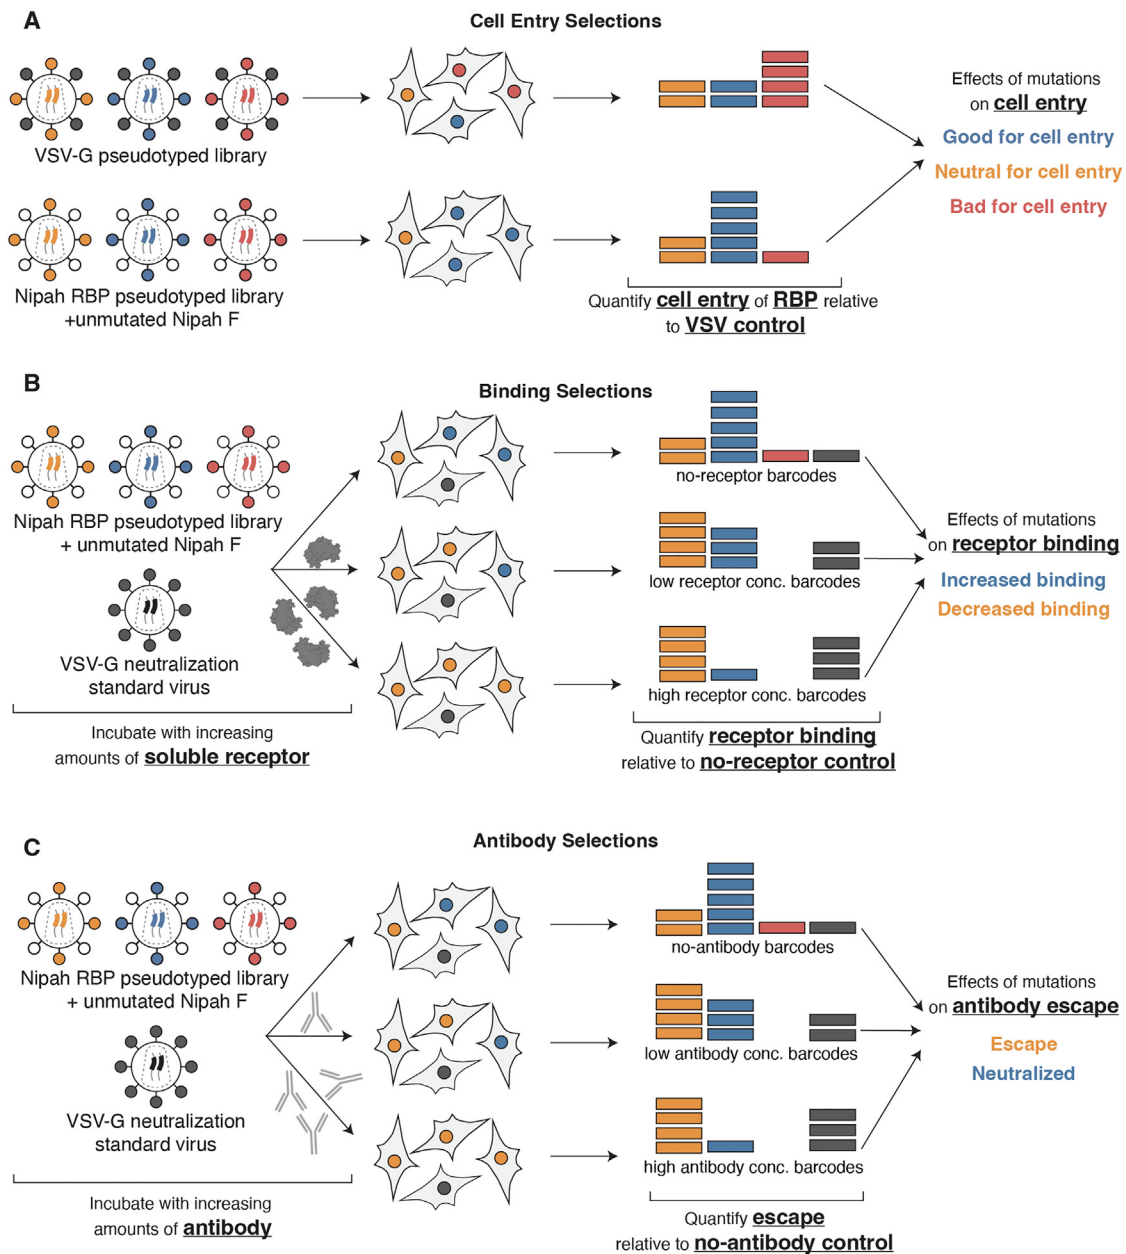 A
Cell Entry Selections
VSV-G pseudotyped library
Nipah RBP pseudotyped library
+unmutated Nipah F
Quantify cell entry of RBP relative
to VSV control
Effects of mutations
on cell entry
Good for cell entry
Neutral for cell entry
Bad for cell entry
B
Binding Selections
Nipah RBP pseudotyped library
+ unmutated Nipah F
VSV-G neutralization
standard virus
Incubate with increasing
amounts of soluble receptor
no-receptor barcodes
low receptor conc. barcodes
high receptor conc. barcodes
Quantify receptor binding
relative to no-receptor control
Effects of mutations
on receptor binding
Increased binding
Decreased binding
C
Antibody Selections
Nipah RBP pseudotyped library
+ unmutated Nipah F
VSV-G neutralization
standard virus
Incubate with increasing
amounts of antibody
no-antibody barcodes
low antibody conc. barcodes
high antibody conc. barcodes
Quantify escape
relative to no-antibody control
Effects of mutations
on antibody escape
Escape
Neutralized